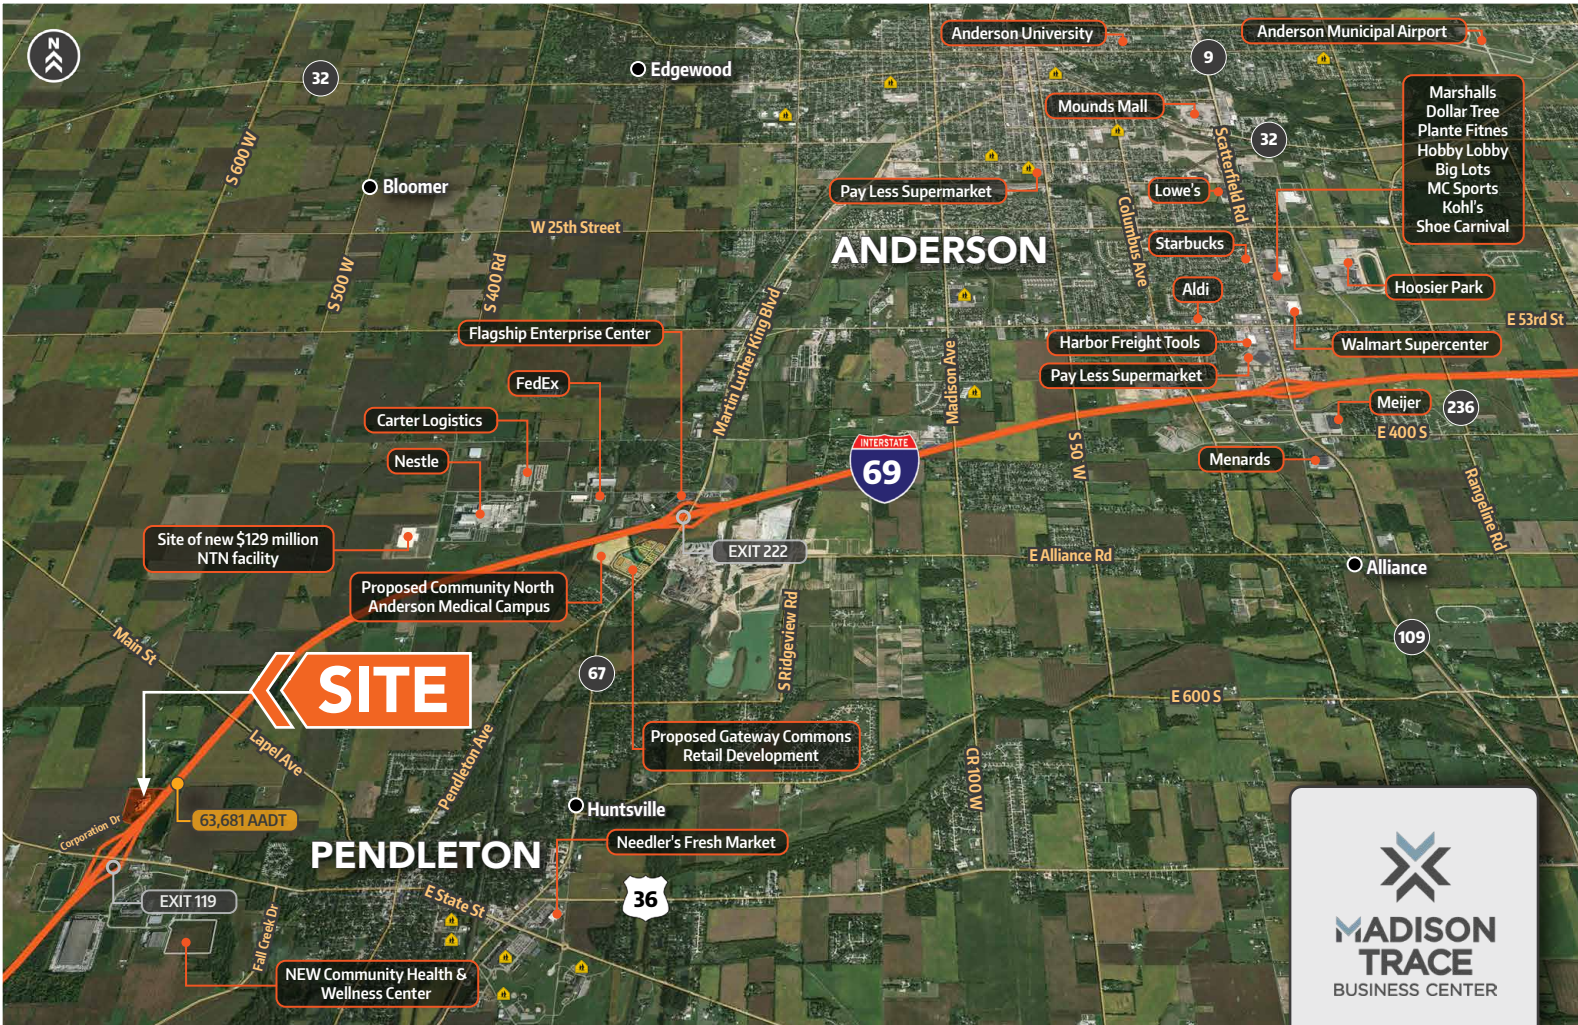 N
32
Edgewood
Anderson University
9
Anderson Municipal Airport
Mounds Mall
32
Marshalls
Dollar Tree
Plante Fitnes
Hobby Lobby
Big Lots
MC Sports
Kohl's
Shoe Carnival
S 600 W
Bloomer
Pay Less Supermarket
Lowe's
Scatterfield Rd
Columbus Ave
W 25th Street
ANDERSON
Starbucks
S 500 W
S 400 Rd
Aldi
Hoosier Park
Flagship Enterprise Center
Martin Luther King Blvd
E 53rd St
Harbor Freight Tools
Walmart Supercenter
Madison Ave
Pay Less Supermarket
FedEx
Carter Logistics
Meijer
236
E 400 S
Nestle
INTERSTATE
69
S 50 W
Menards
Rangeline Rd
Site of new $129 million
NTN facility
EXIT 222
E Alliance Rd
Alliance
Proposed Community North
Anderson Medical Campus
S Ridgeview Rd
109
Main St
67
SITE
E 600 S
Lapel Ave
Pendleton Ave
Proposed Gateway Commons
Retail Development
CR 100 W
63,681 AADT
Corporation Dr
Huntsville
PENDLETON
Needler's Fresh Market
EXIT 119
E State St
36
Fall Creek Dr
NEW Community Health &
Wellness Center
MADISON
TRACE
BUSINESS CENTER